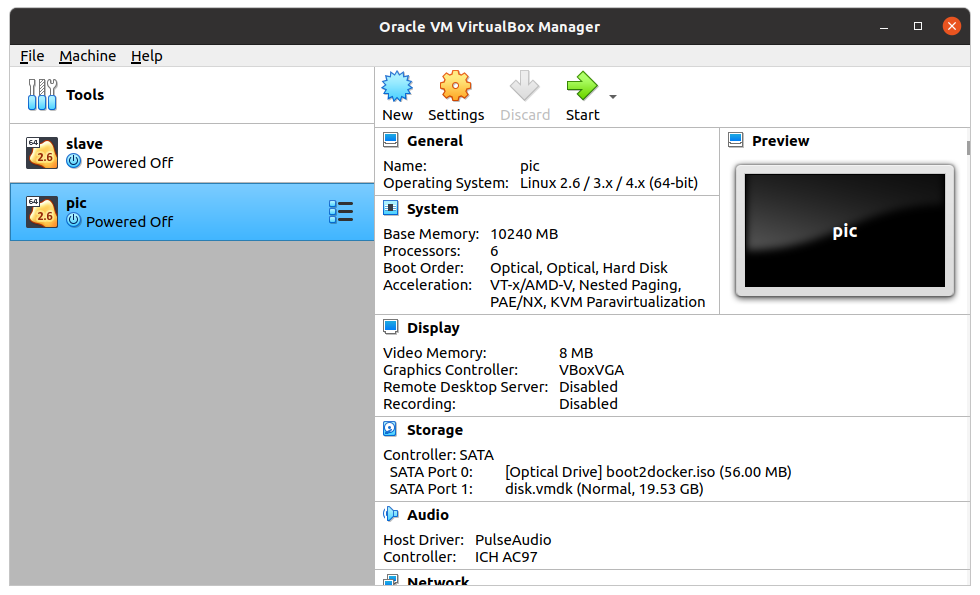 Oracle VM VirtualBox Manager
File Machine Help
Tools
64
2.6
slave
Powered Off
64
2.6
pic
Powered Off
New Settings Discard Start
General
Name: pic
Operating System: Linux 2.6 / 3.x / 4.x (64-bit)
Preview
pic
System
Base Memory: 10240 MB
Processors: 6
Boot Order: Optical, Optical, Hard Disk
Acceleration: VT-x/AMD-V, Nested Paging,
PAE/NX, KVM Paravirtualization
Display
Video Memory: 8 MB
Graphics Controller: VBoxVGA
Remote Desktop Server: Disabled
Recording: Disabled
Storage
Controller: SATA
SATA Port 0: [Optical Drive] boot2docker.iso (56.00 MB)
SATA Port 1: disk.vmdk (Normal, 19.53 GB)
Audio
Host Driver: PulseAudio
Controller: ICH AC97
Network